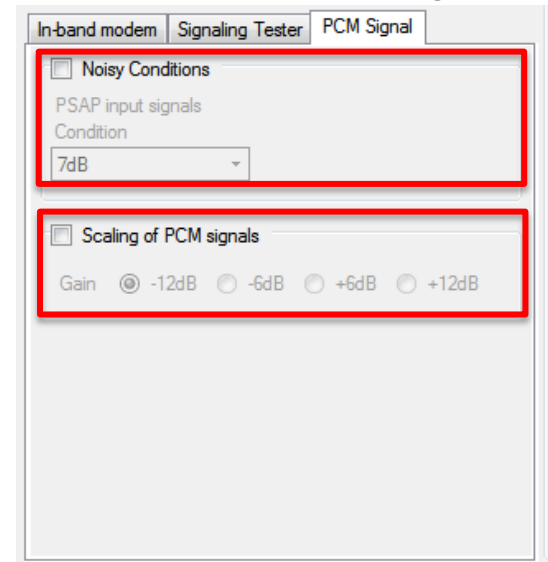 In-band modem Signaling Tester PCM Signal
Noisy Conditions
PSAP input signals
Condition
7dB
Scaling of PCM signals
Gain -12dB -6dB +6dB +12dB